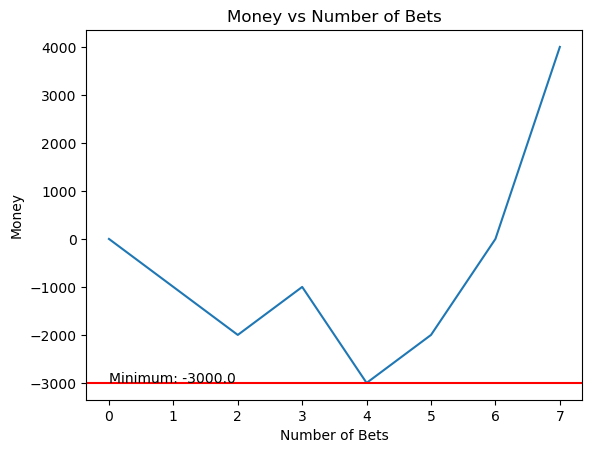 Money vs Number of Bets
4000
3000
2000
1000
0
−1000
−2000
−3000
Money
Minimum: -3000.0
0 1 2 3 4 5 6 7
Number of Bets